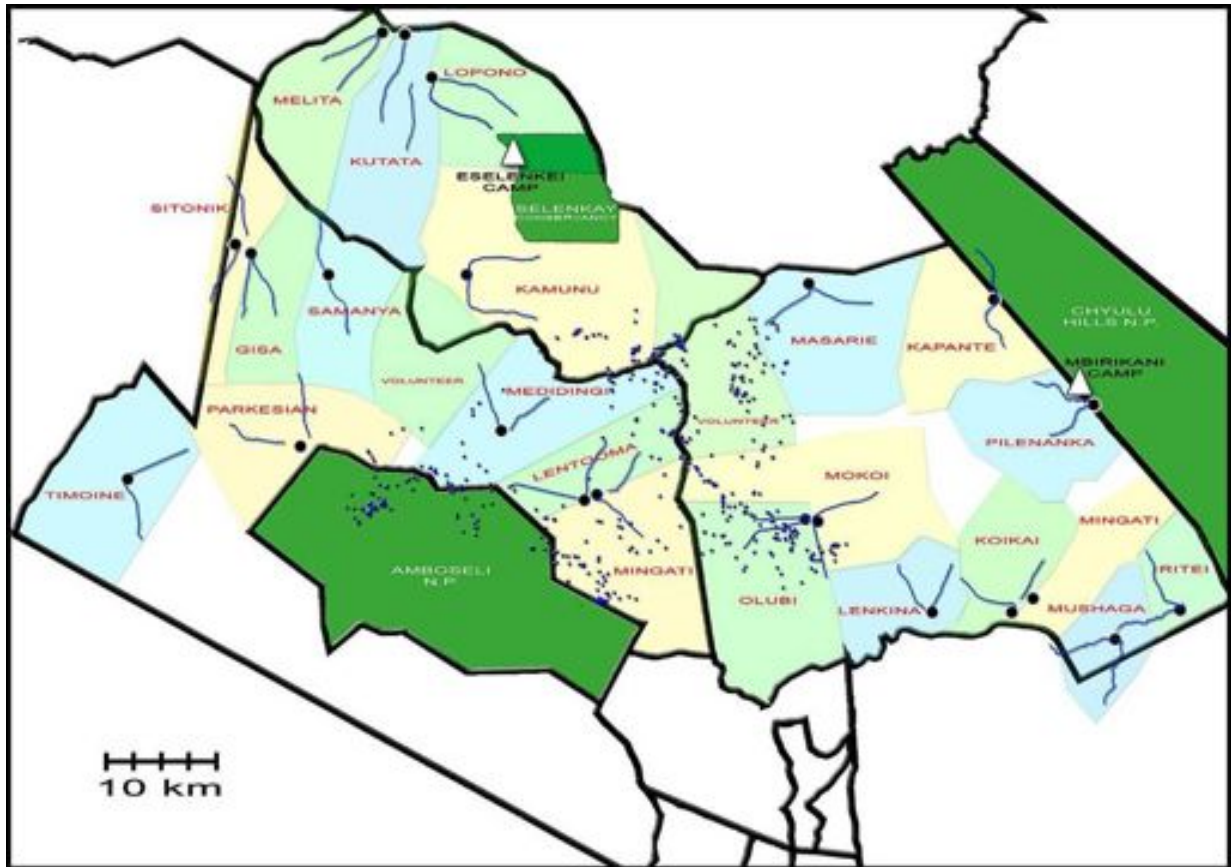 LOPONO
MELITA
KUTATA
ESELENKEI
CAMP
SITONIK
SELENKAY
CONSERVANCY
KAMUNU
SAMANYA
CHYULU
HILLS N.P.
GISA
MASARIE
KAPANTE
MBIRIKANI
CAMP
VOLUNTEER
MEDIDINGI
PARKESIAN
VOLUNTEER
PILENANKA
LENTOOMA
MOKOI
TIMOINE
MINGATI
KOIKAI
AMBOSELI
N.P.
MINGATI
RITEI
OLUBI
LENKINA
MUSHAGA
10 km